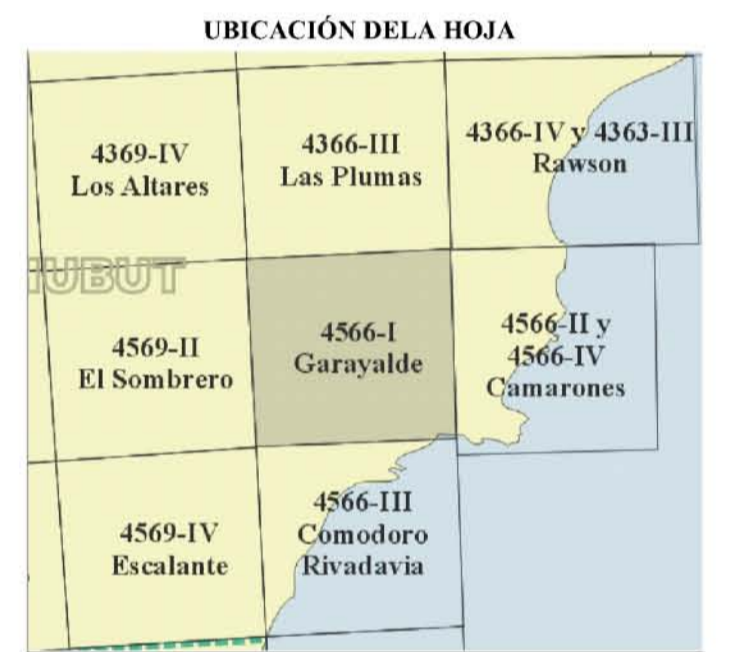 UBICACIÓN DELA HOJA
4369-IV
Los Altares
4366-III
Las Plumas
4366-IV y 4363-III
Rawson
HUBUT
4569-II
El Sombrero
4566-I
Garayalde
4566-II y
4566-IV
Camarones
4569-IV
Escalante
4566-III
Comodoro
Rivadavia